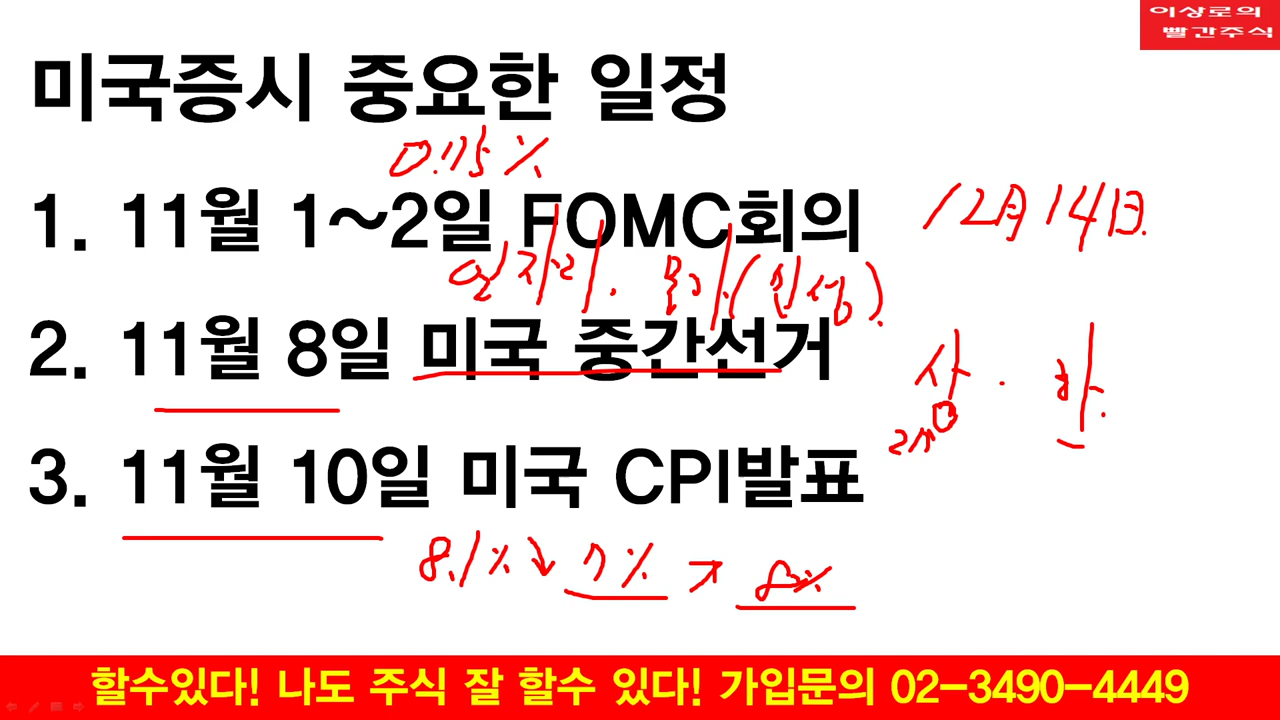 이상로의
빨간주식
미국증시 중요한 일정
0.75%
1. 11월 1~2일 FOMC회의
12月14日.
일자리. 물가(인상).
2. 11월 8일 미국 중간선거
상. 하.
3. 11월 10일 미국 CPI발표
8.1%↘ 7% ↗ 8%
할수있다! 나도 주식 잘 할수 있다! 가입문의 02-3490-4449